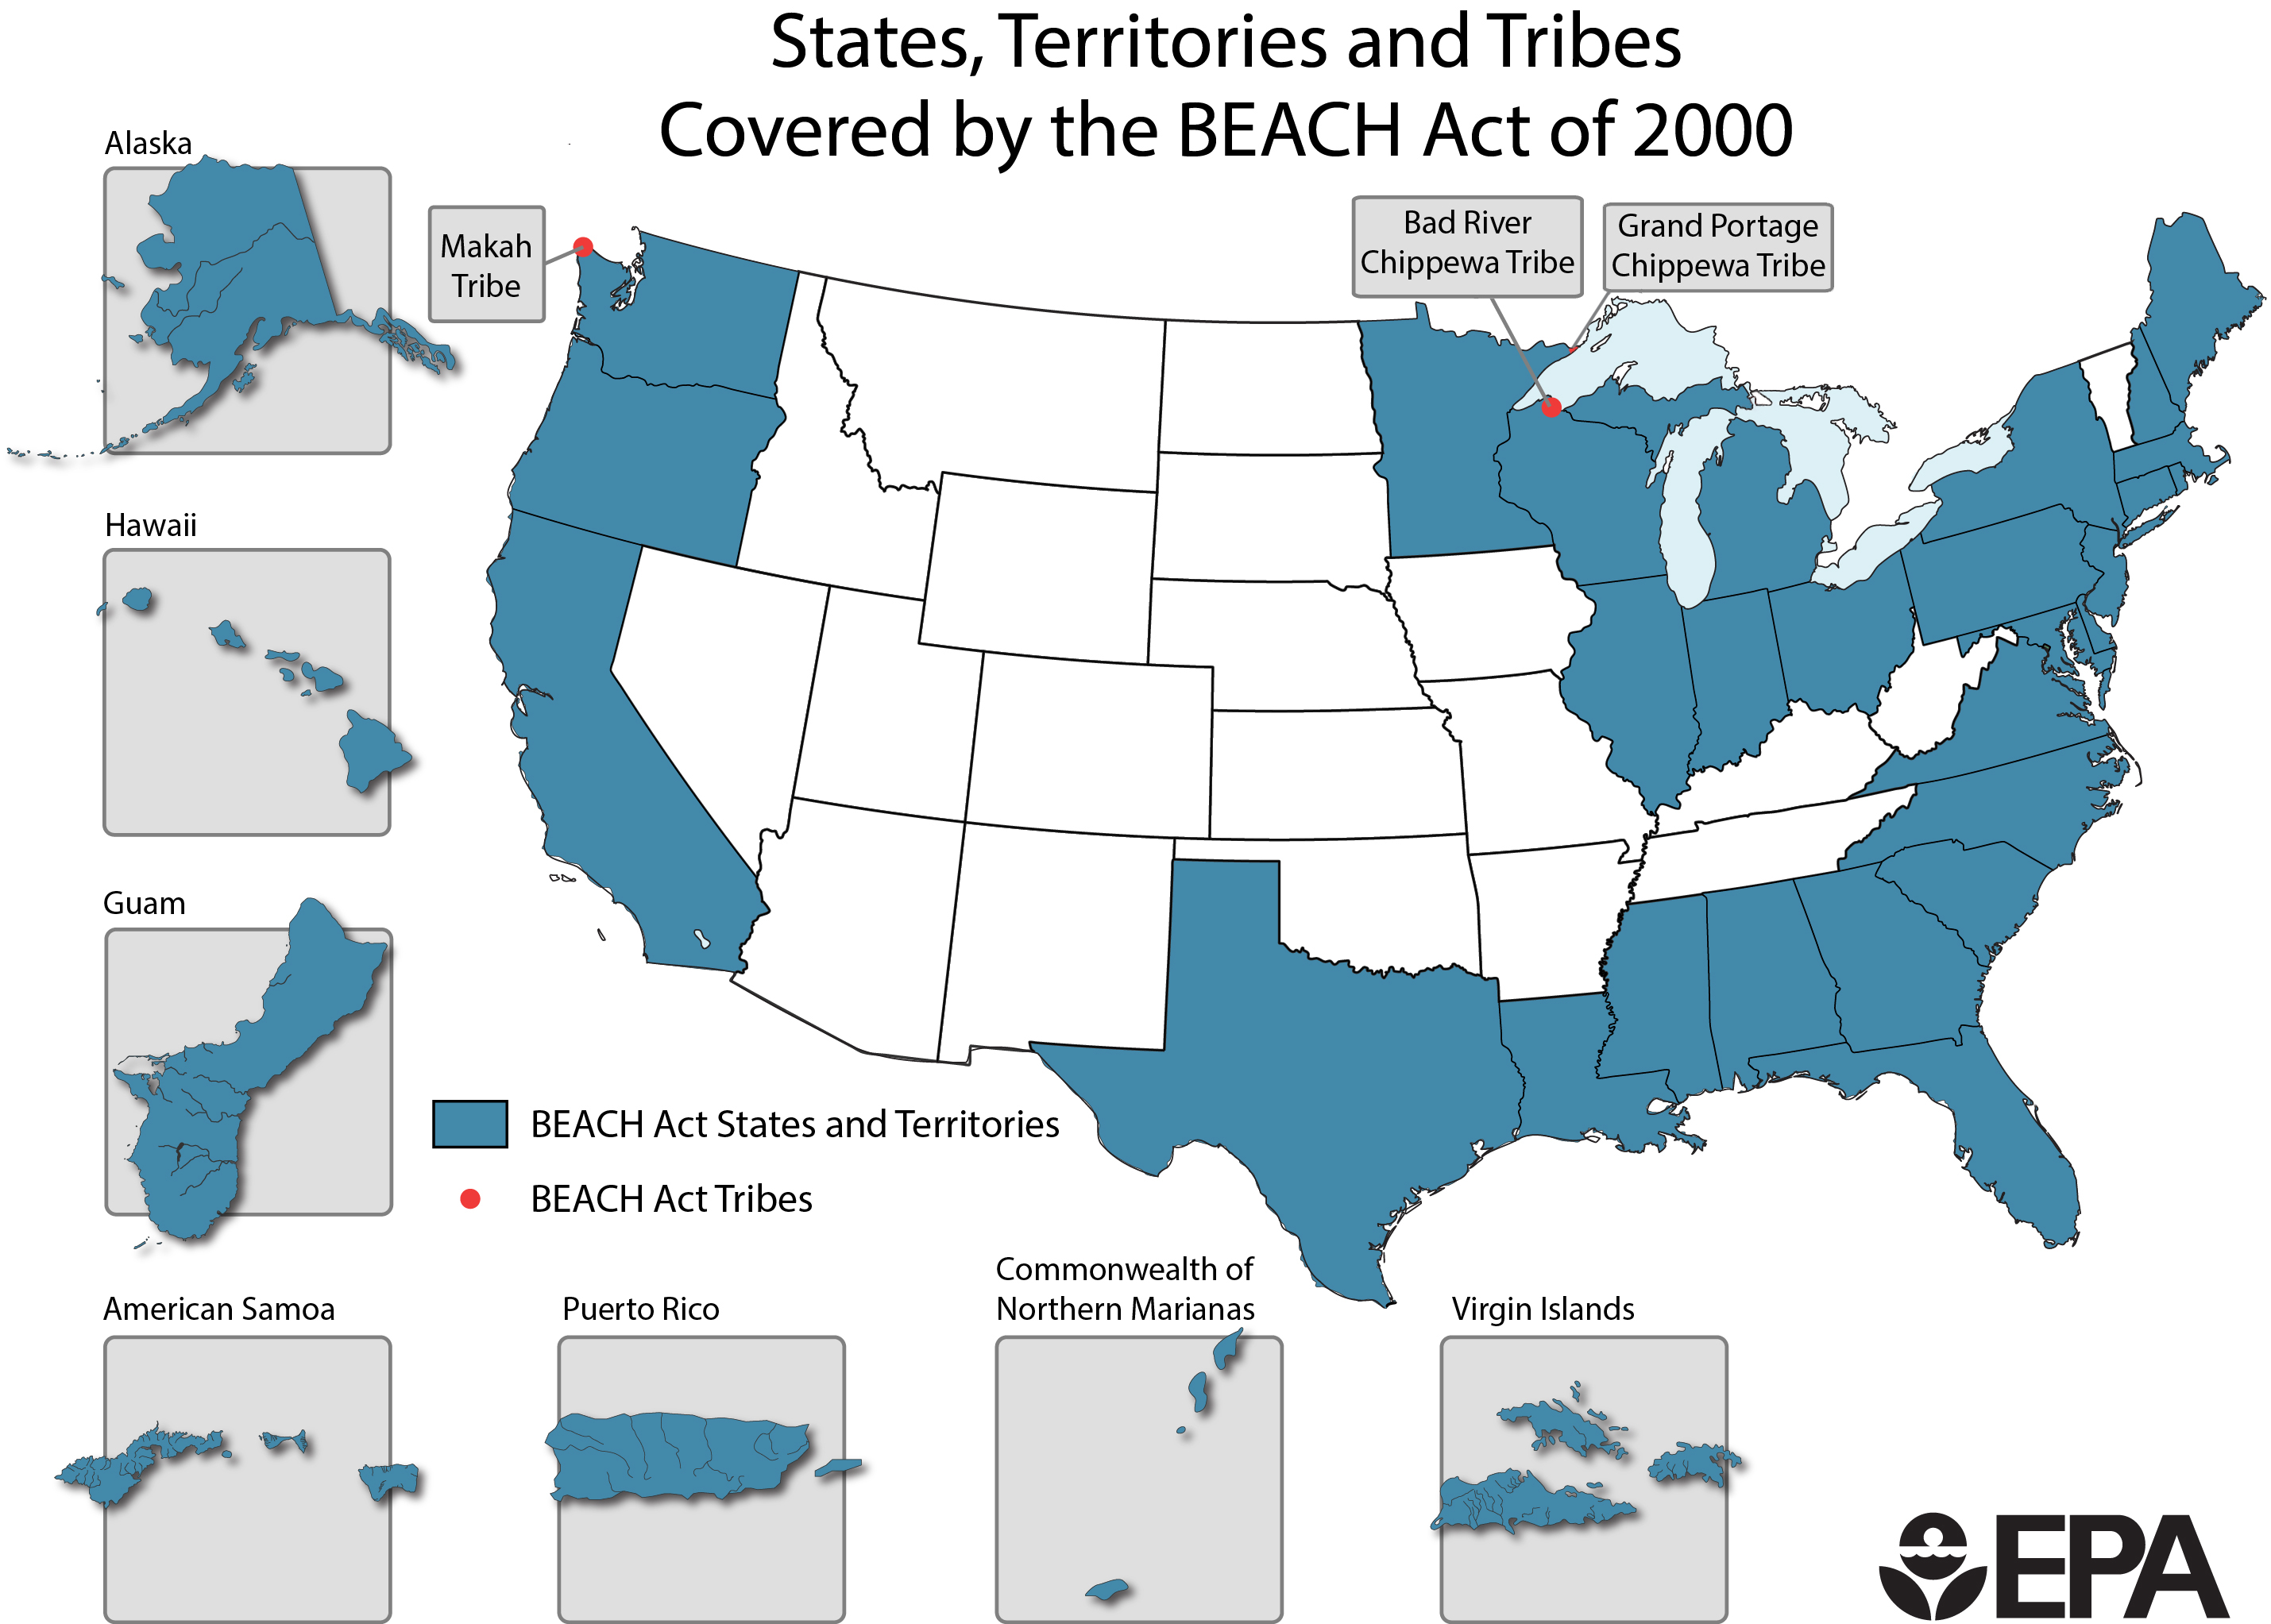 States, Territories and Tribes
Covered by the BEACH Act of 2000
Alaska
Makah
Tribe
Bad River
Chippewa Tribe
Grand Portage
Chippewa Tribe
Hawaii
Guam
BEACH Act States and Territories
BEACH Act Tribes
American Samoa
Puerto Rico
Commonwealth of
Northern Marianas
Virgin Islands
EPA